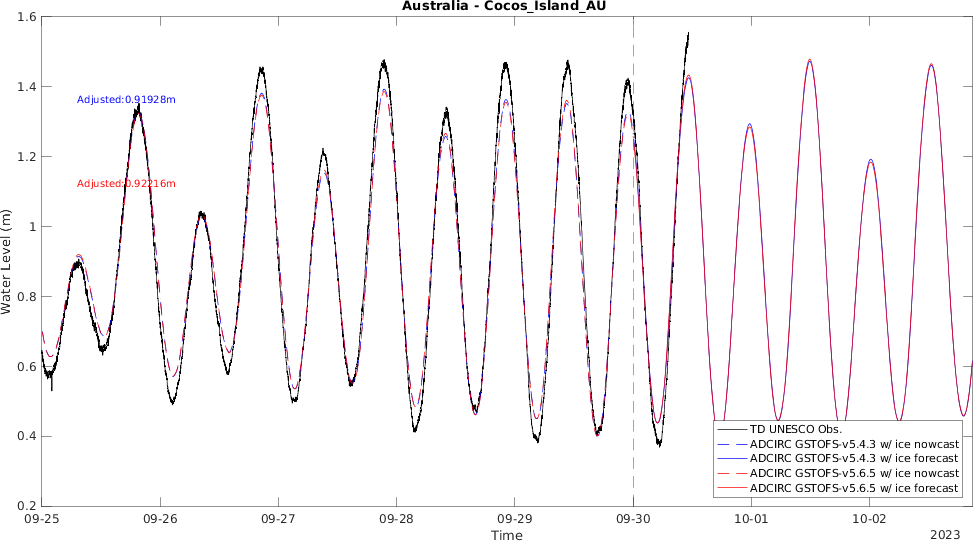 Australia - Cocos_Island_AU
1.6
1.4
1.2
1
0.8
0.6
0.4
0.2
Water Level (m)
Adjusted:0.91928m
Adjusted:0.92216m
TD UNESCO Obs.
ADCIRC GSTOFS-v5.4.3 w/ ice nowcast
ADCIRC GSTOFS-v5.4.3 w/ ice forecast
ADCIRC GSTOFS-v5.6.5 w/ ice nowcast
ADCIRC GSTOFS-v5.6.5 w/ ice forecast
09-25 09-26 09-27 09-28 09-29 09-30 10-01 10-02
Time
2023